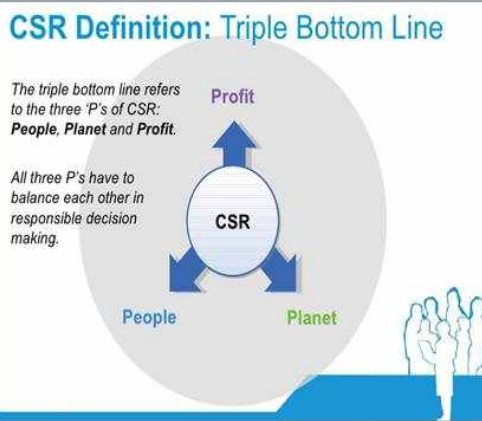 CSR Definition: Triple Bottom Line
The triple bottom line refers
to the three ‘P’s of CSR:
People, Planet and Profit.
All three P’s have to
balance each other in
responsible decision
making.
Profit
CSR
People
Planet